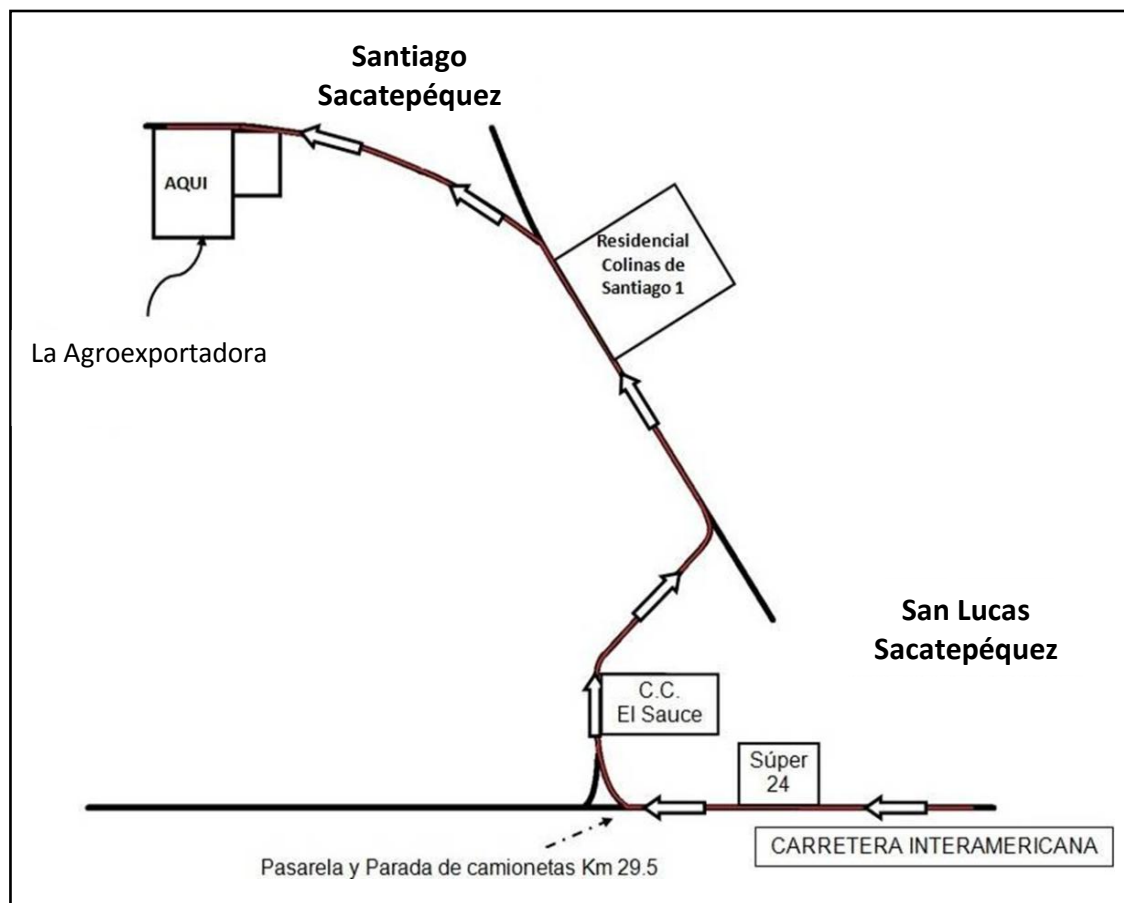 Santiago
Sacatepéquez
AQUI
Residencial
Colinas de
Santiago 1
La Agroexportadora
San Lucas
Sacatepéquez
C.C.
El Sauce
Súper
24
CARRETERA INTERAMERICANA
Pasarela y Parada de camionetas Km 29.5